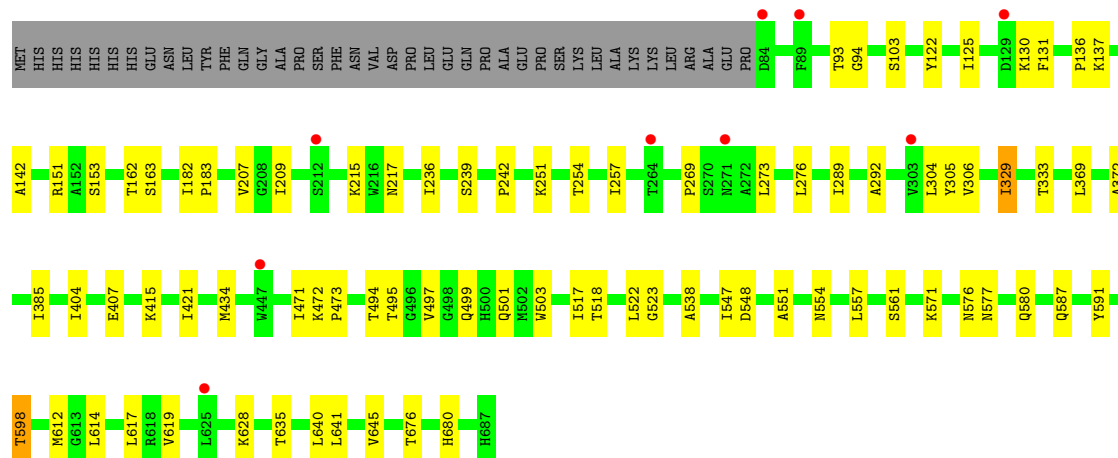 MET HIS HIS HIS HIS HIS HIS GLU ASN LEU TYR PHE GLN GLY ALA PRO SER PHE ASN VAL ASP PRO LEU GLU GLN PRO ALA GLU PRO SER LYS LEU ALA LYS LYS LEU ARG ALA GLU PRO D84 F89 T93 G94 S103 Y122 I125 D129 K130 F131 P136 K137
A142 R151 A152 S153 T162 S163 I182 P183 V207 G208 I209 S212 K215 W216 N217 I236 S239 P242 K251 T254 I257 T264 P269 S270 N271 A272 L273 L276 I289 A292 V303 L304 Y305 V306 I329 T333 L369 A372
I385 I404 E407 K415 I421 M434 W447 I471 K472 P473 T494 T495 G496 V497 G498 Q499 H500 Q501 M502 W503 I517 T518 L522 G523 A538 I547 D548 A551 N554 L557 S561 K571 N576 N577 Q580 Q587 Y591
T598 M612 G613 L614 L617 R618 V619 L625 K628 T635 L640 L641 V645 T676 H680 H687